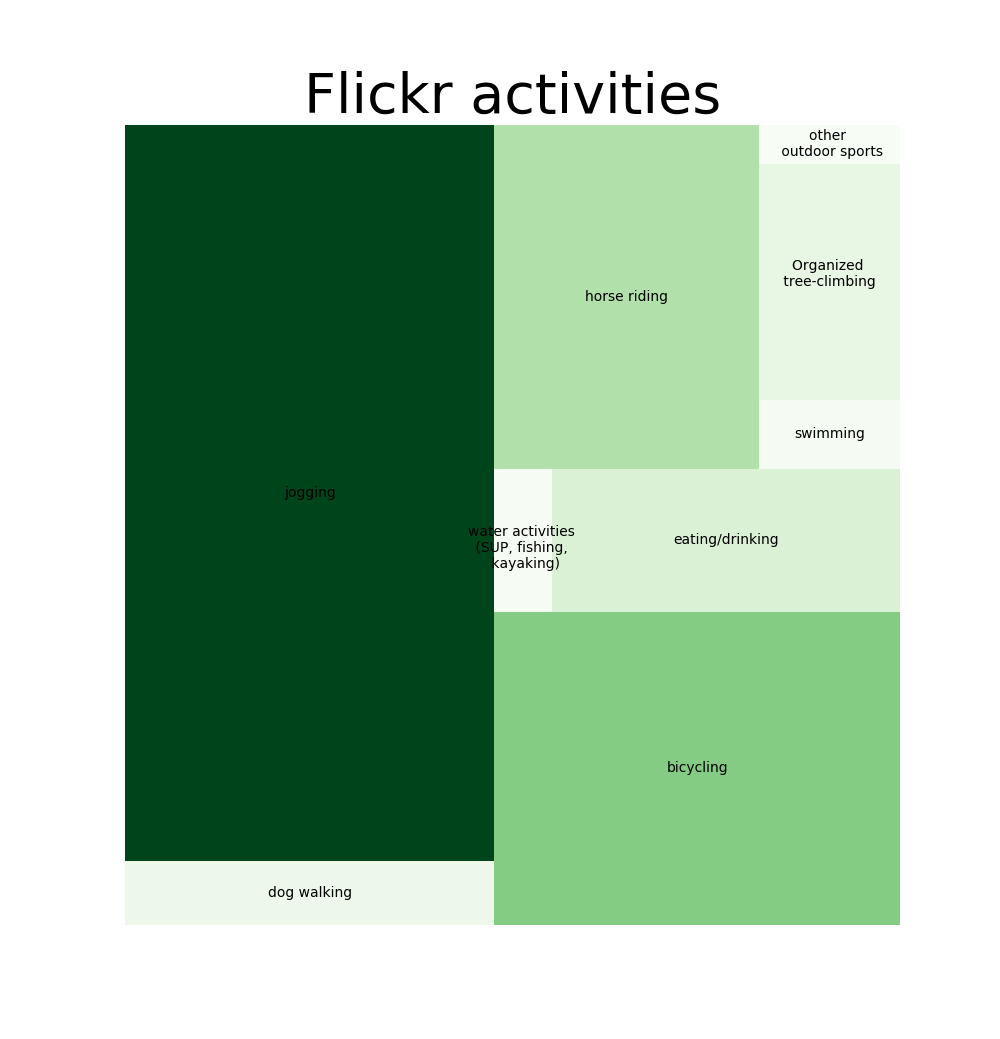 Flickr activities
other
outdoor sports
Organized
tree-climbing
horse riding
swimming
jogging
water activities
(SUP, fishing,
kayaking)
eating/drinking
bicycling
dog walking